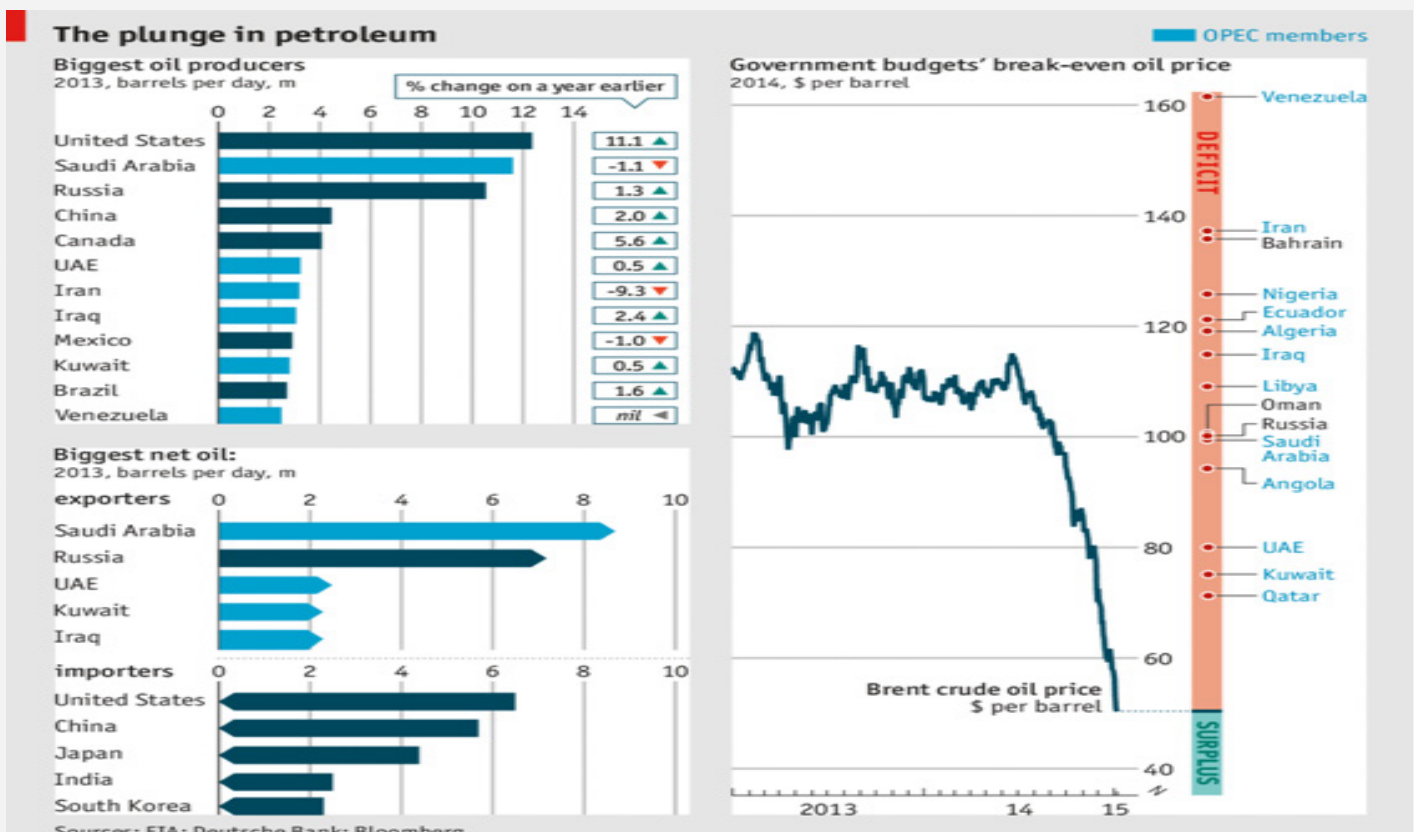 The plunge in petroleum
OPEC members
Biggest oil producers
2013, barrels per day, m
% change on a year earlier
0 2 4 6 8 10 12 14
United States 11.1
Saudi Arabia -1.1
Russia 1.3
China 2.0
Canada 5.6
UAE 0.5
Iran -9.3
Iraq 2.4
Mexico -1.0
Kuwait 0.5
Brazil 1.6
Venezuela nil
Biggest net oil:
2013, barrels per day, m
exporters 0 2 4 6 8 10
Saudi Arabia
Russia
UAE
Kuwait
Iraq
importers 0 2 4 6 8 10
United States
China
Japan
India
South Korea
Sources: EIA; Deutsche Bank; Bloomberg
Government budgets' break-even oil price
2014, $ per barrel
160
140
120
100
80
60
40
Brent crude oil price
$ per barrel
2013 14 15
DEFICIT
SURPLUS
Venezuela
Iran
Bahrain
Nigeria
Ecuador
Algeria
Iraq
Libya
Oman
Russia
Saudi
Arabia
Angola
UAE
Kuwait
Qatar